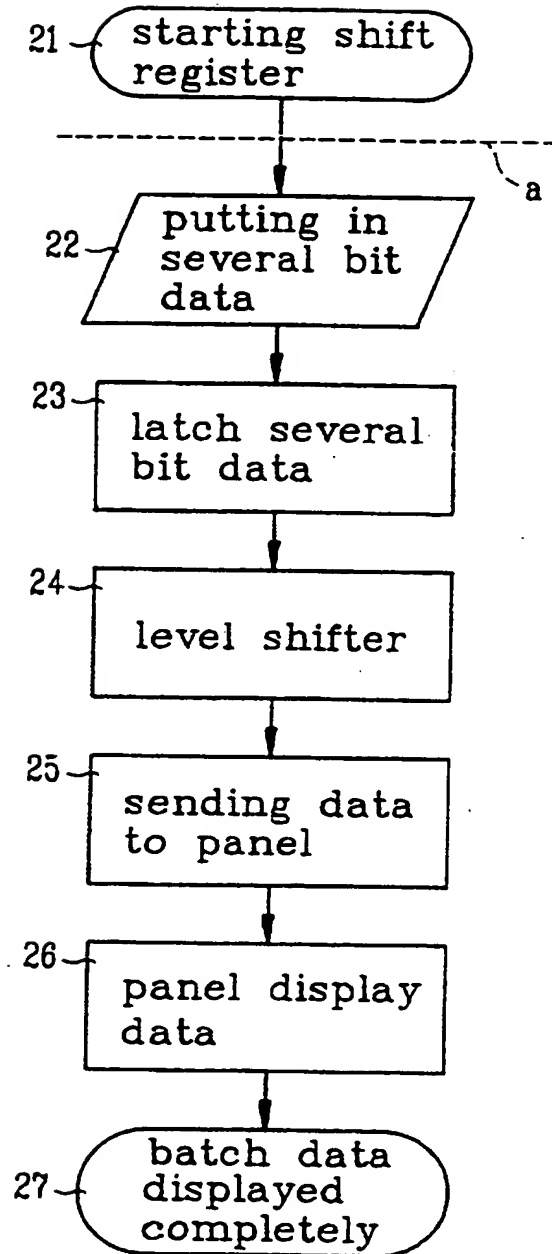 21
starting shift
register
a
22
putting in
several bit
data
23
latch several
bit data
24
level shifter
25
sending data
to panel
26
panel display
data
27
batch data
displayed
completely